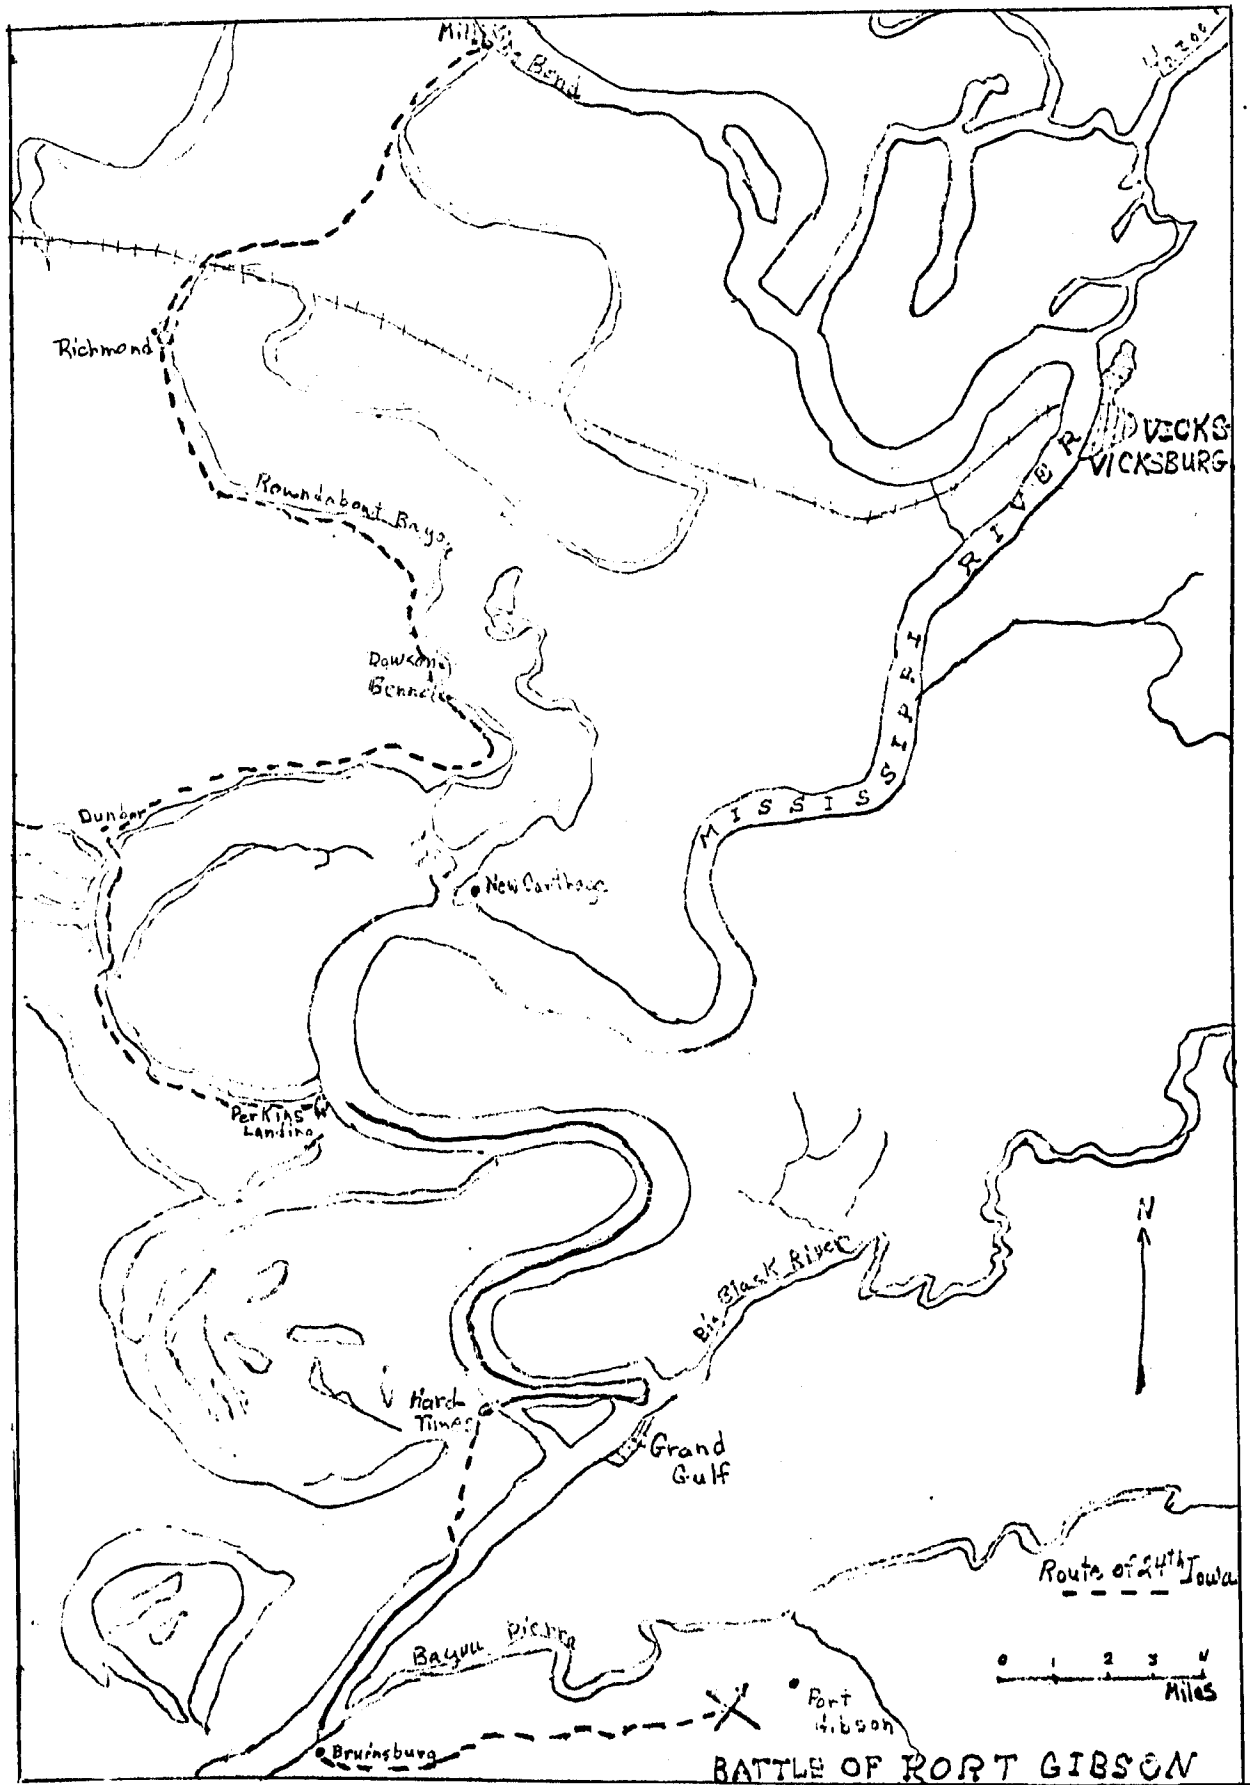 Mill
Bend
Yazoo
Richmond
VICKS
VICKSBURG
Roundabout Bayou
RIVER
Dawson
MISSISSIPPI
Dunbar
New Carthage
Perkins
Landing
N
Big Black River
Hard
Times
Grand
Gulf
Route of 24th Iowa
Bayou Pierre
0 1 2 3 4
Miles
Port
Gibson
Bruinsburg
BATTLE OF PORT GIBSON